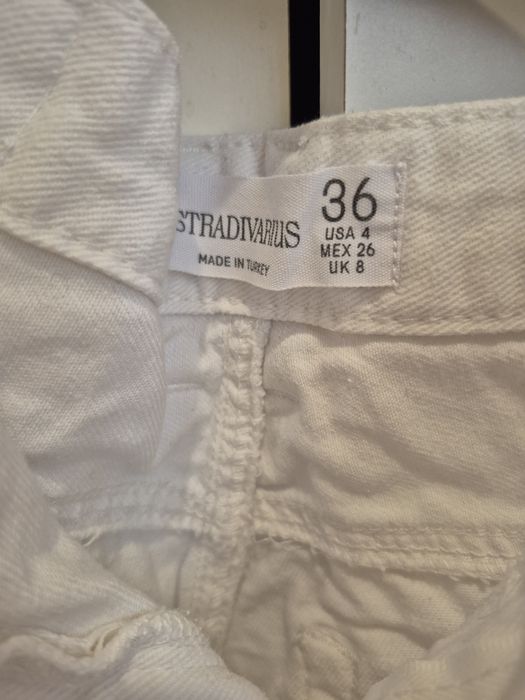 STRADIVARIUS
MADE IN TURKEY
36
USA 4
MEX 26
UK 8